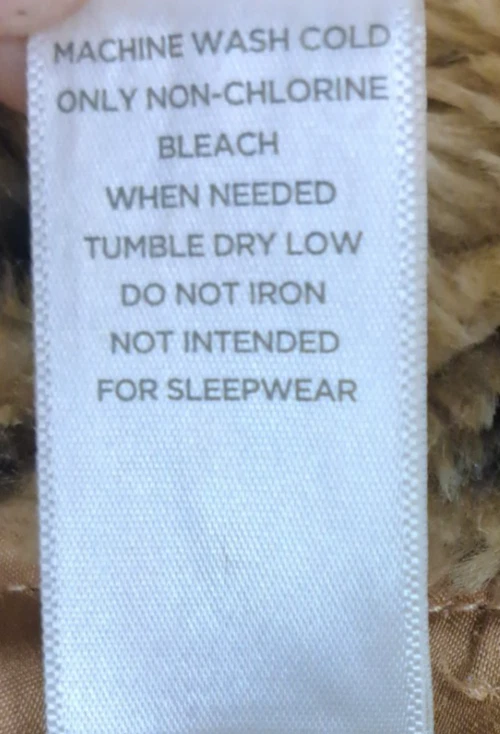 MACHINE WASH COLD
ONLY NON-CHLORINE
BLEACH
WHEN NEEDED
TUMBLE DRY LOW
DO NOT IRON
NOT INTENDED
FOR SLEEPWEAR